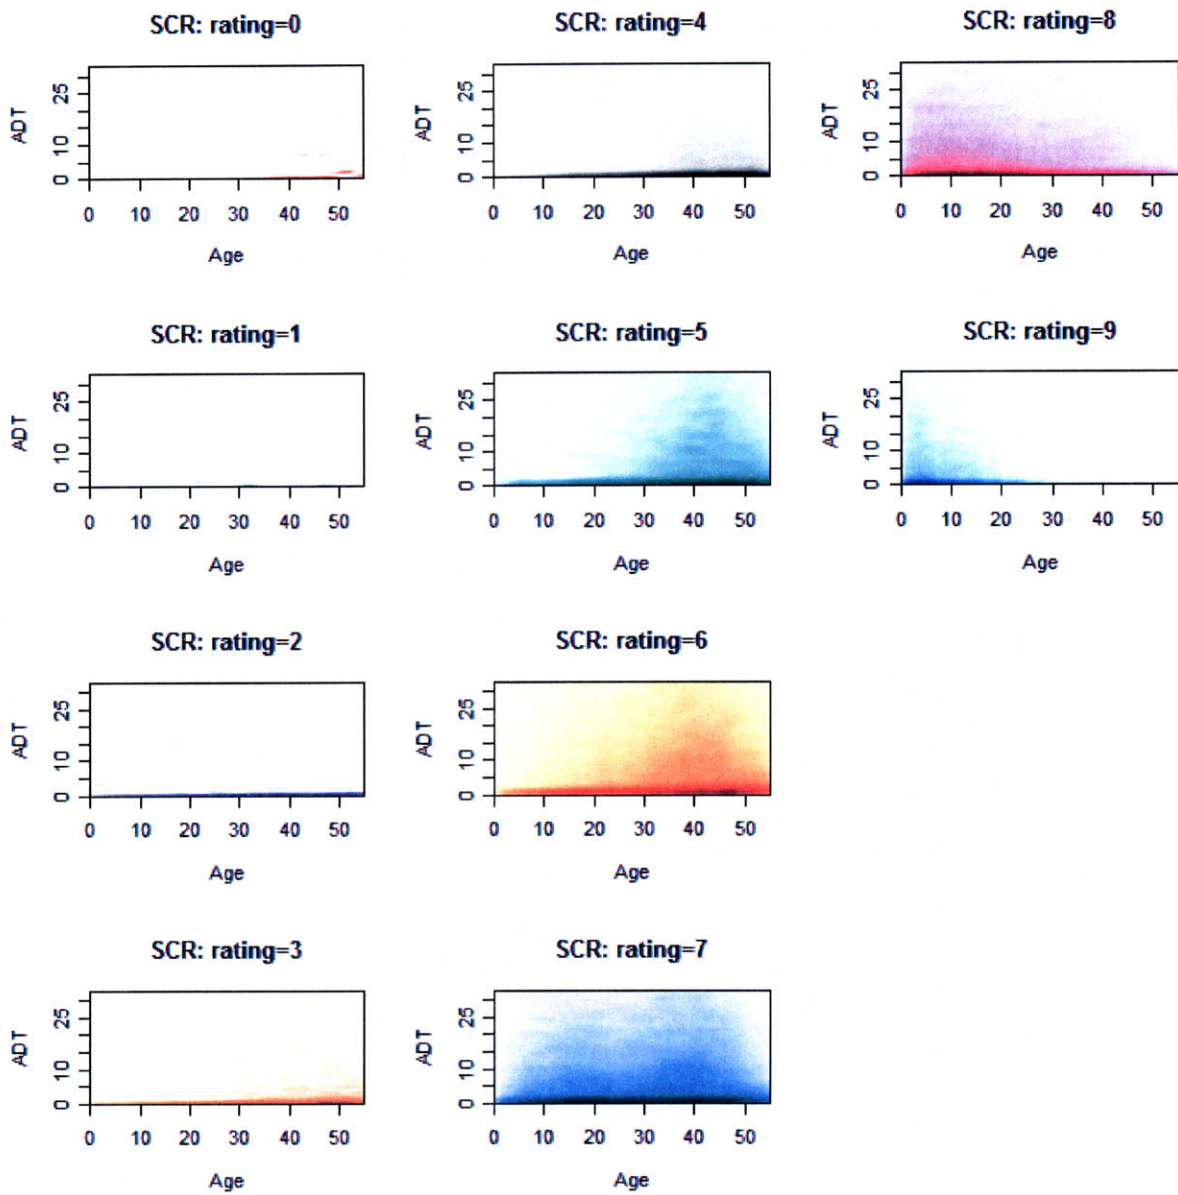 SCR: rating=0
ADT
0 10 25
0 10 20 30 40 50
Age
SCR: rating=1
ADT
0 10 25
0 10 20 30 40 50
Age
SCR: rating=2
ADT
0 10 25
0 10 20 30 40 50
Age
SCR: rating=3
ADT
0 10 25
0 10 20 30 40 50
Age
SCR: rating=4
ADT
0 10 25
0 10 20 30 40 50
Age
SCR: rating=5
ADT
0 10 25
0 10 20 30 40 50
Age
SCR: rating=6
ADT
0 10 25
0 10 20 30 40 50
Age
SCR: rating=7
ADT
0 10 25
0 10 20 30 40 50
Age
SCR: rating=8
ADT
0 10 25
0 10 20 30 40 50
Age
SCR: rating=9
ADT
0 10 25
0 10 20 30 40 50
Age